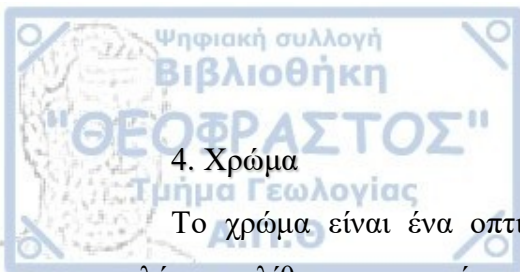 Ψηφιακή συλλογή
Βιβλιοθήκη
"ΘΕΟΦΡΑΣΤΟΣ"
4. Χρώμα
Τμήμα Γεωλογίας
Το χρώμα είναι ένα οπτι
Α.Π.Θ